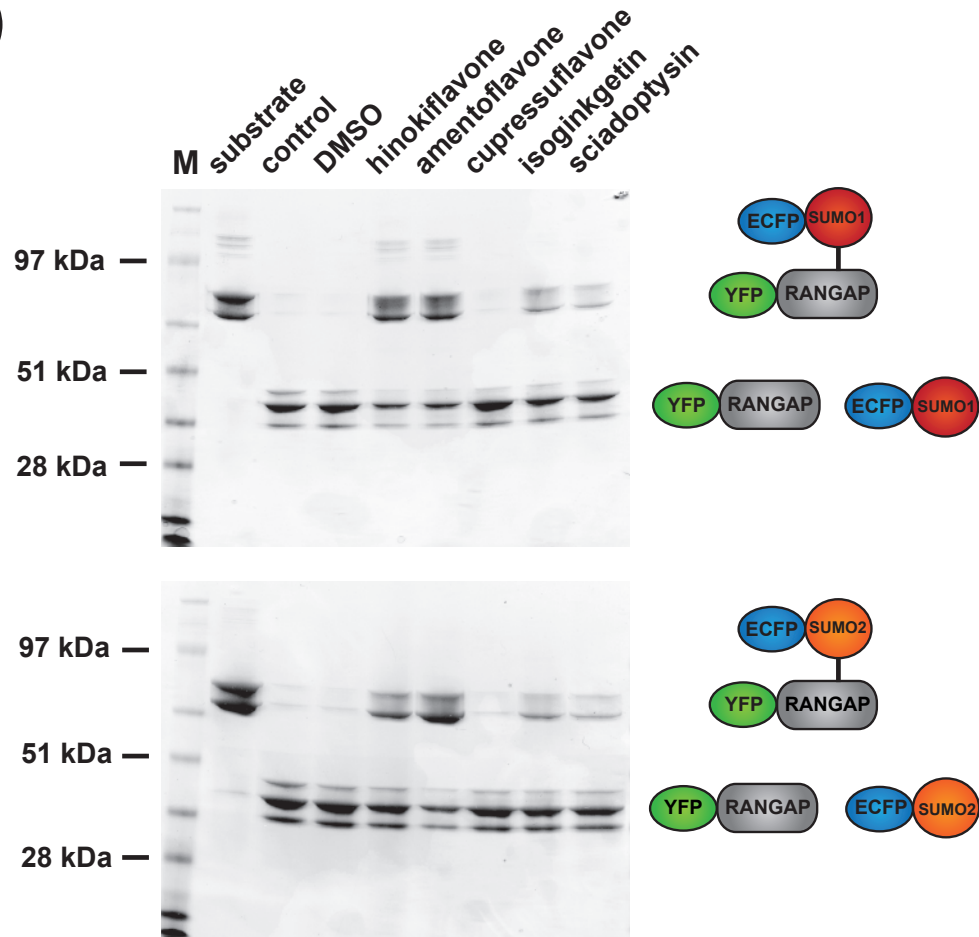 )
M substrate control DMSO hinokiflavone amentoflavone cupressuflavone isoginkgetin sciadoptysin
97 kDa
51 kDa
28 kDa
ECFP SUMO1
YFP RANGAP
YFP RANGAP ECFP SUMO1
97 kDa
51 kDa
28 kDa
ECFP SUMO2
YFP RANGAP
YFP RANGAP ECFP SUMO2